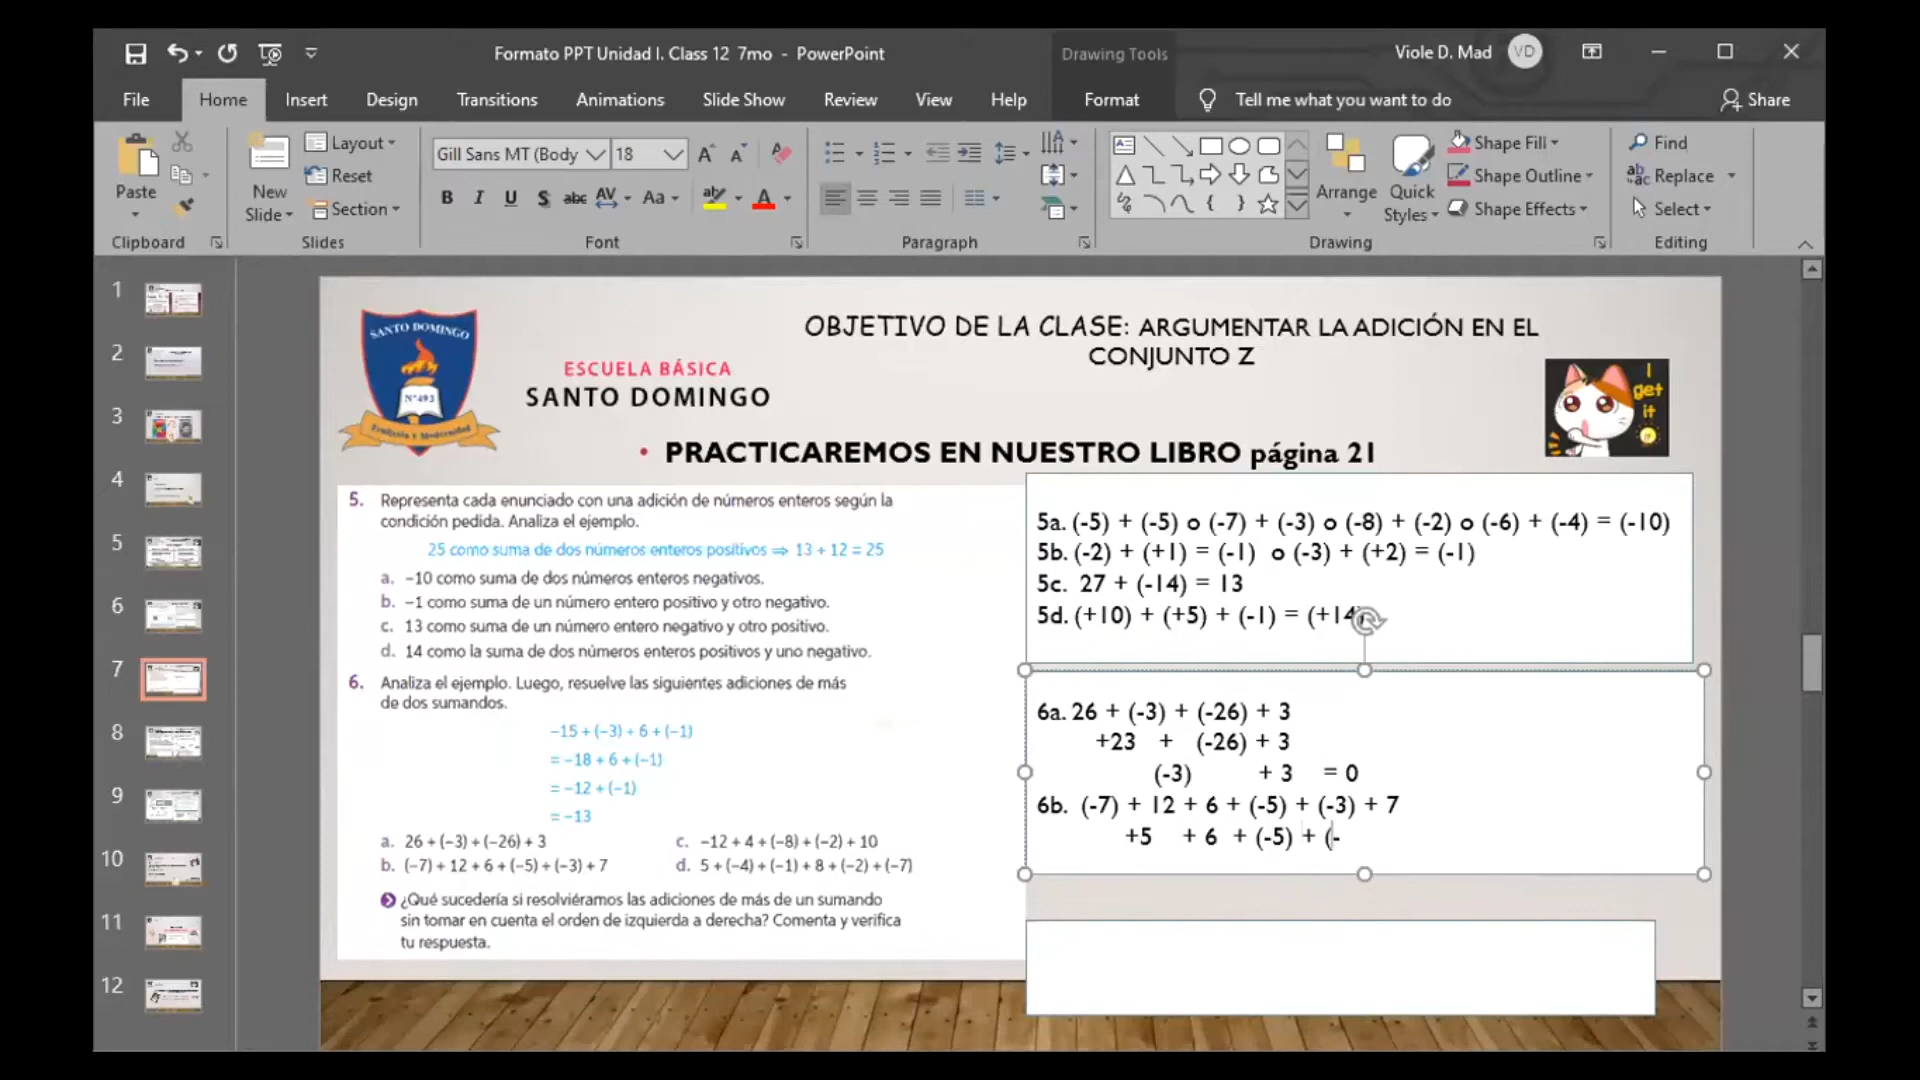 Formato PPT Unidad I. Class 12 7mo - PowerPoint
Drawing Tools
Viole D. Mad
VD
File
Home
Insert
Design
Transitions
Animations
Slide Show
Review
View
Help
Format
Tell me what you want to do
Share
Paste
Clipboard
New Slide
Layout
Reset
Section
Slides
Gill Sans MT (Body
18
B I U S abc AV Aa
Font
Paragraph
Arrange
Quick Styles
Shape Fill
Shape Outline
Shape Effects
Drawing
Find
Replace
Select
Editing
1
2
3
4
5
6
7
8
9
10
11
12
SANTO DOMINGO
N°493
Tradición y Modernidad
ESCUELA BÁSICA
SANTO DOMINGO
OBJETIVO DE LA CLASE: ARGUMENTAR LA ADICIÓN EN EL
CONJUNTO Z
I
get
it
• PRACTICAREMOS EN NUESTRO LIBRO página 21
5. Representa cada enunciado con una adición de números enteros según la
condición pedida. Analiza el ejemplo.
25 como suma de dos números enteros positivos ⇒ 13 + 12 = 25
a. −10 como suma de dos números enteros negativos.
b. −1 como suma de un número entero positivo y otro negativo.
c. 13 como suma de un número entero negativo y otro positivo.
d. 14 como la suma de dos números enteros positivos y uno negativo.
6. Analiza el ejemplo. Luego, resuelve las siguientes adiciones de más
de dos sumandos.
−15 + (−3) + 6 + (−1)
= −18 + 6 + (−1)
= −12 + (−1)
= −13
a. 26 + (−3) + (−26) + 3
c. −12 + 4 + (−8) + (−2) + 10
b. (−7) + 12 + 6 + (−5) + (−3) + 7
d. 5 + (−4) + (−1) + 8 + (−2) + (−7)
¿Qué sucedería si resolviéramos las adiciones de más de un sumando
sin tomar en cuenta el orden de izquierda a derecha? Comenta y verifica
tu respuesta.
5a. (-5) + (-5) o (-7) + (-3) o (-8) + (-2) o (-6) + (-4) = (-10)
5b. (-2) + (+1) = (-1) o (-3) + (+2) = (-1)
5c. 27 + (-14) = 13
5d. (+10) + (+5) + (-1) = (+14)
6a. 26 + (-3) + (-26) + 3
+23 + (-26) + 3
(-3) + 3 = 0
6b. (-7) + 12 + 6 + (-5) + (-3) + 7
+5 + 6 + (-5) + (-